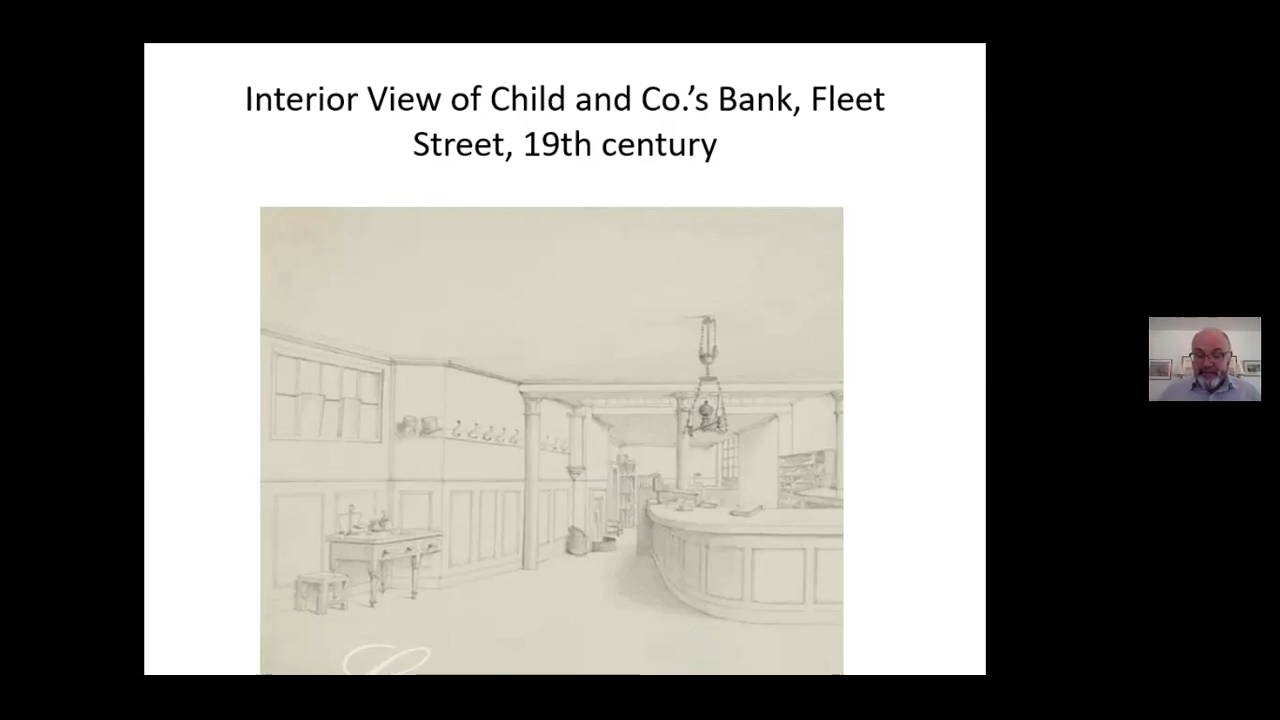 Interior View of Child and Co.’s Bank, Fleet
Street, 19th century